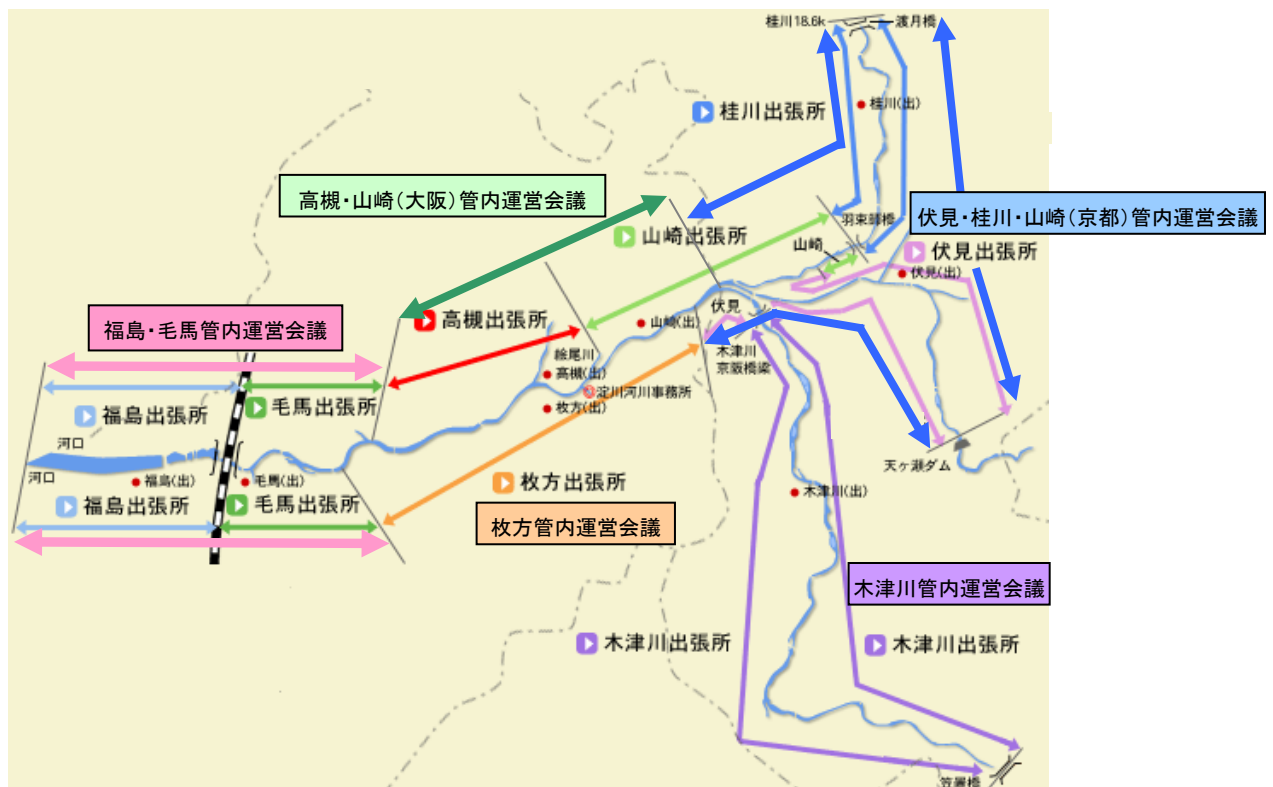 桂川18.6k
渡月橋
桂川(出)
桂川出張所
高槻・山崎(大阪)管内運営会議
伏見・桂川・山崎(京都)管内運営会議
羽束師橋
山崎
山崎出張所
伏見出張所
伏見(出)
福島・毛馬管内運営会議
高槻出張所
山崎(出)
伏見
木津川
京阪橋梁
桧尾川
高槻(出)
淀川河川事務所
枚方(出)
福島出張所
毛馬出張所
河口
河口
福島(出)
毛馬(出)
福島出張所
毛馬出張所
枚方出張所
枚方管内運営会議
天ヶ瀬ダム
木津川(出)
木津川管内運営会議
木津川出張所
木津川出張所
笠置橋